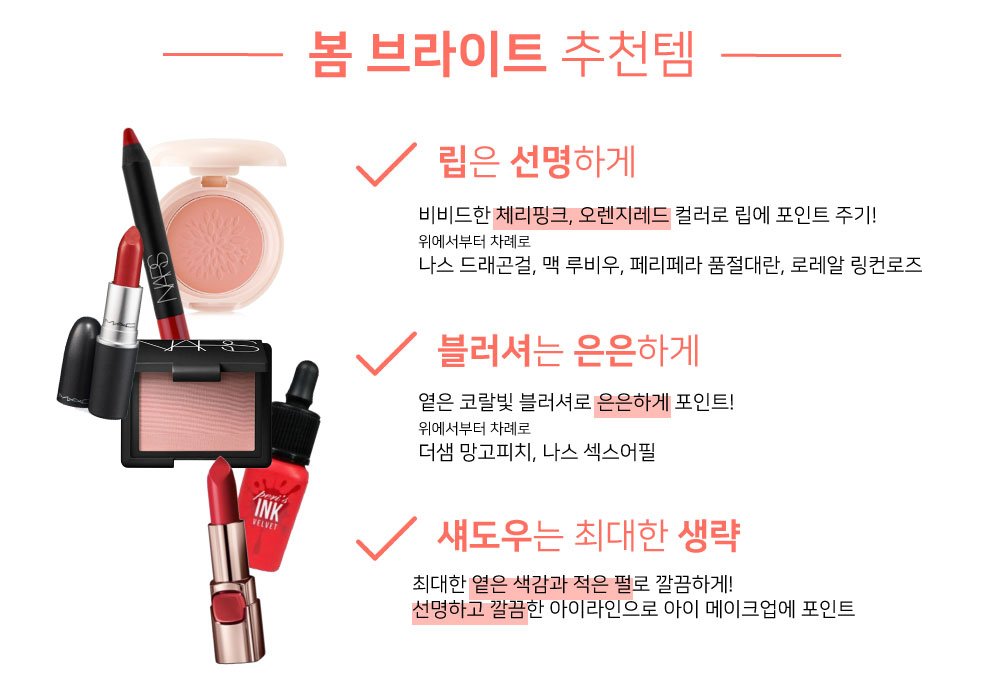 봄 브라이트 추천템
립은 선명하게
비비드한 체리핑크, 오렌지레드 컬러로 립에 포인트 주기!
위에서부터 차례로
나스 드래곤걸, 맥 루비우, 페리페라 품절대란, 로레알 링컨로즈
NARS
MAC
MAC
NARS
블러셔는 은은하게
옅은 코랄빛 블러셔로 은은하게 포인트!
위에서부터 차례로
더샘 망고피치, 나스 섹스어필
peri's
INK
VELVET
섀도우는 최대한 생략
최대한 옅은 색감과 적은 펄로 깔끔하게!
선명하고 깔끔한 아이라인으로 아이 메이크업에 포인트